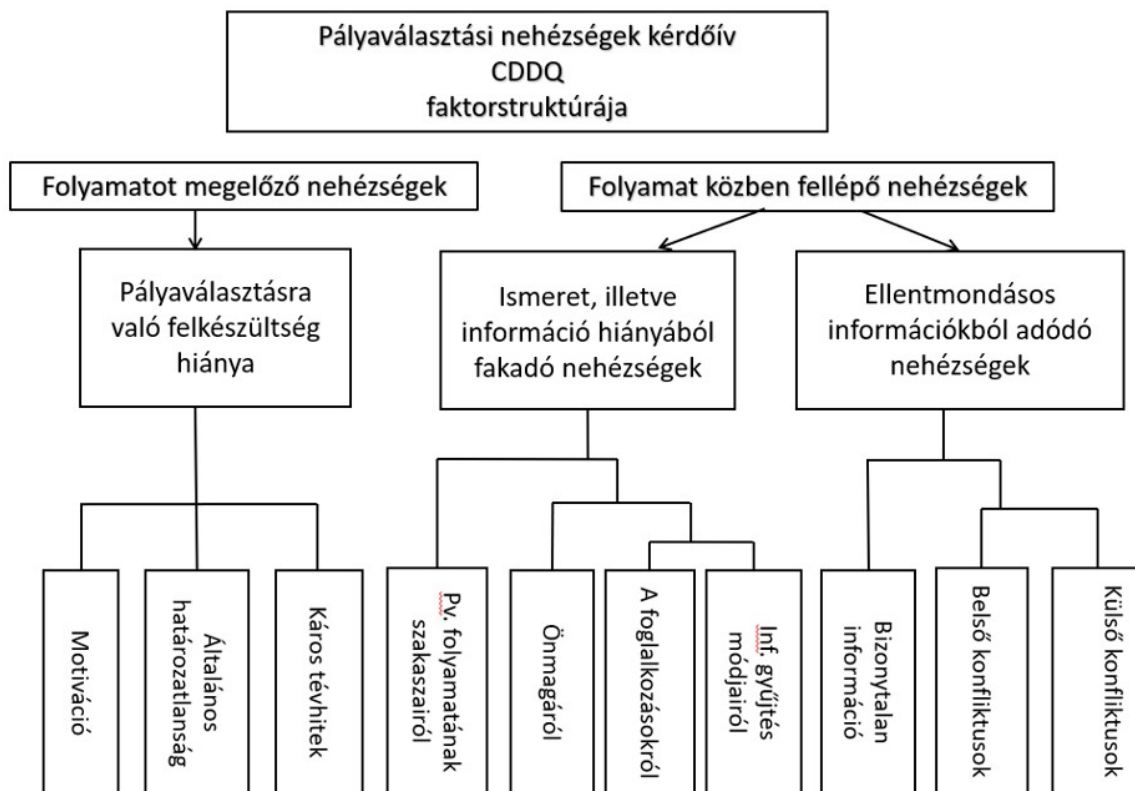 Pályaválasztási nehézségek kérdőív
CDDQ
faktorstruktúrája
Folyamatot megelőző nehézségek
Folyamat közben fellépő nehézségek
Pályaválasztásra
való felkészültség
hiánya
Ismeret, illetve
információ hiányából
fakadó nehézségek
Ellentmondásos
információkból adódó
nehézségek
Motiváció
Általános
határozatlanság
Káros tévhitek
Pv. folyamatának
szakaszairól
Önmagáról
A foglalkozásokról
Inf. gyűjtés
módjairól
Bizonytalan
információ
Belső konfliktusok
Külső konfliktusok